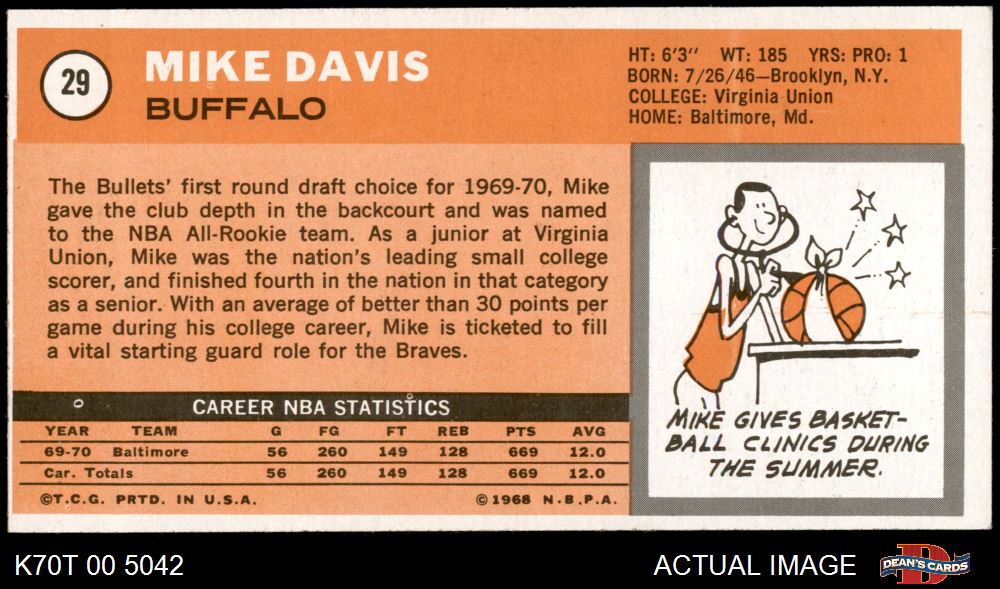 29
MIKE DAVIS
BUFFALO
HT: 6'3" WT: 185 YRS: PRO: 1
BORN: 7/26/46—Brooklyn, N.Y.
COLLEGE: Virginia Union
HOME: Baltimore, Md.
The Bullets' first round draft choice for 1969-70, Mike
gave the club depth in the backcourt and was named
to the NBA All-Rookie team. As a junior at Virginia
Union, Mike was the nation's leading small college
scorer, and finished fourth in the nation in that category
as a senior. With an average of better than 30 points per
game during his college career, Mike is ticketed to fill
a vital starting guard role for the Braves.
CAREER NBA STATISTICS
YEAR TEAM G FG FT REB PTS AVG
69-70 Baltimore 56 260 149 128 669 12.0
Car. Totals 56 260 149 128 669 12.0
©T.C.G. PRTD. IN U.S.A. ©1968 N.B.P.A.
MIKE GIVES BASKET-
BALL CLINICS DURING
THE SUMMER.
K70T 00 5042
ACTUAL IMAGE
D
DEAN'S CARDS